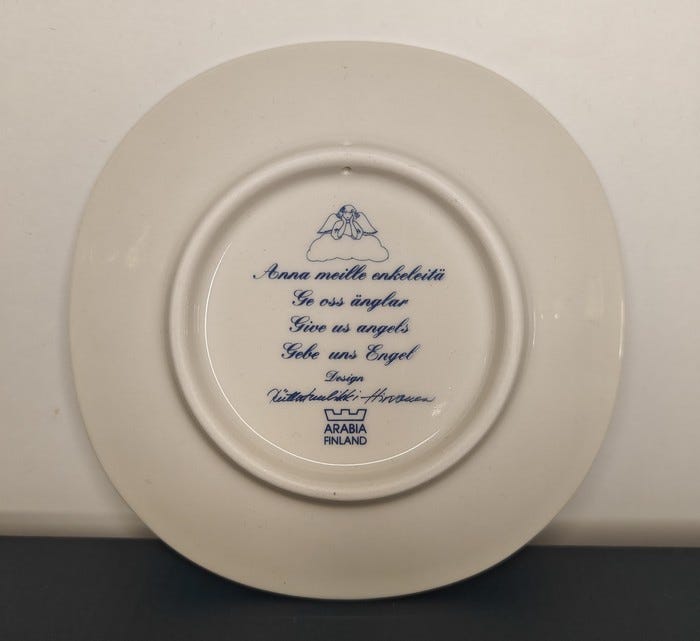 Anna meille enkeleitä
Ge oss änglar
Give us angels
Gebe uns Engel
Design
ARABIA
FINLAND